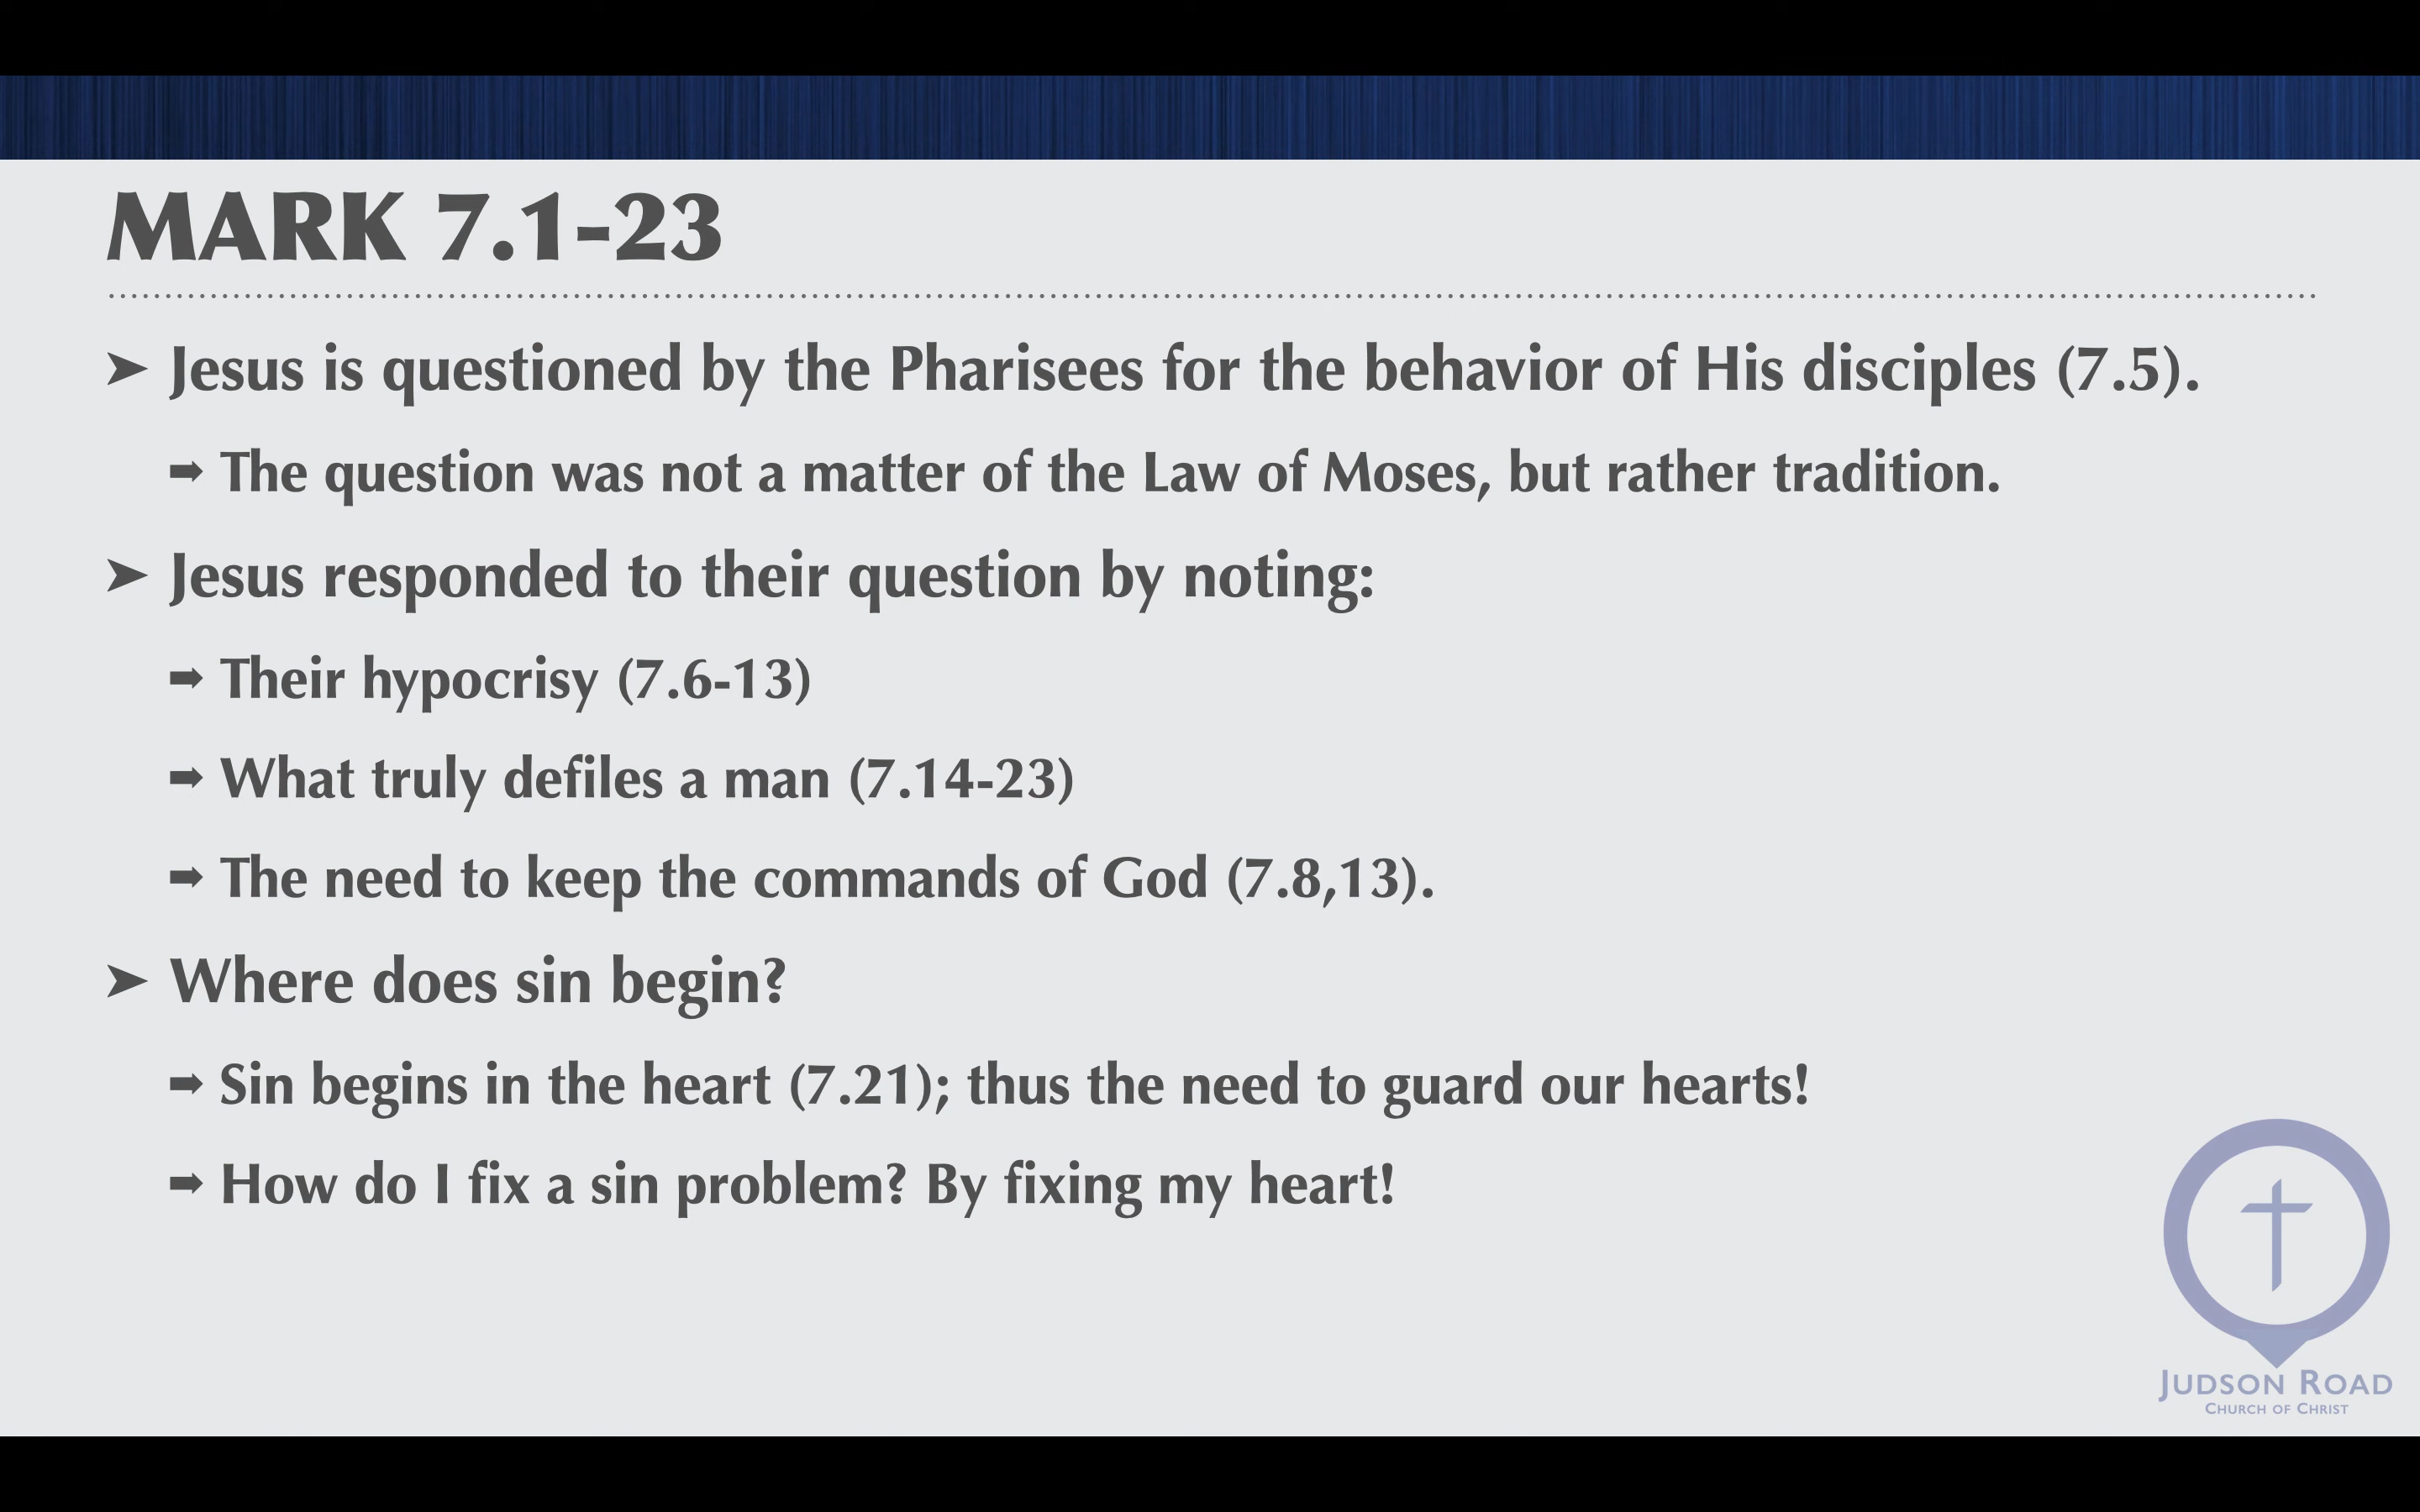 MARK 7.1-23
➤ Jesus is questioned by the Pharisees for the behavior of His disciples (7.5).
➡ The question was not a matter of the Law of Moses, but rather tradition.
➤ Jesus responded to their question by noting:
➡ Their hypocrisy (7.6-13)
➡ What truly defiles a man (7.14-23)
➡ The need to keep the commands of God (7.8,13).
➤ Where does sin begin?
➡ Sin begins in the heart (7.21); thus the need to guard our hearts!
➡ How do I fix a sin problem? By fixing my heart!
JUDSON ROAD
CHURCH OF CHRIST